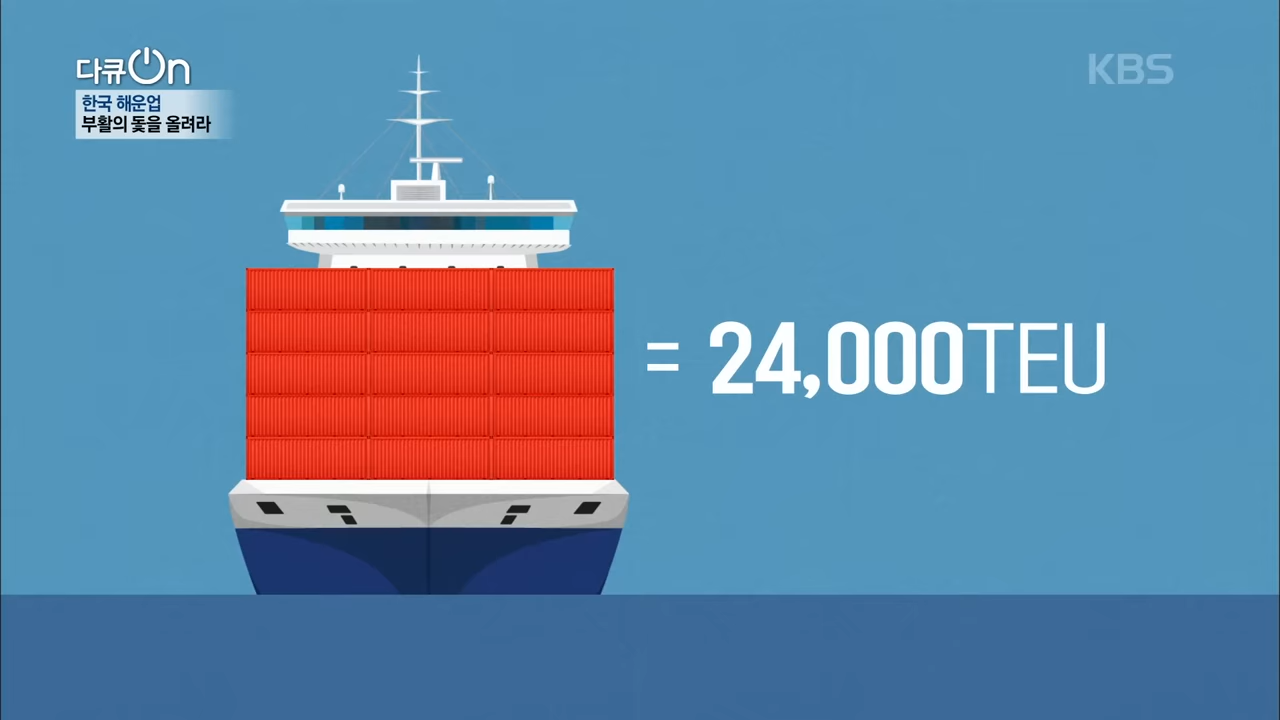 다큐On
한국 해운업
부활의 돛을 올려라
KBS
= 24,000TEU